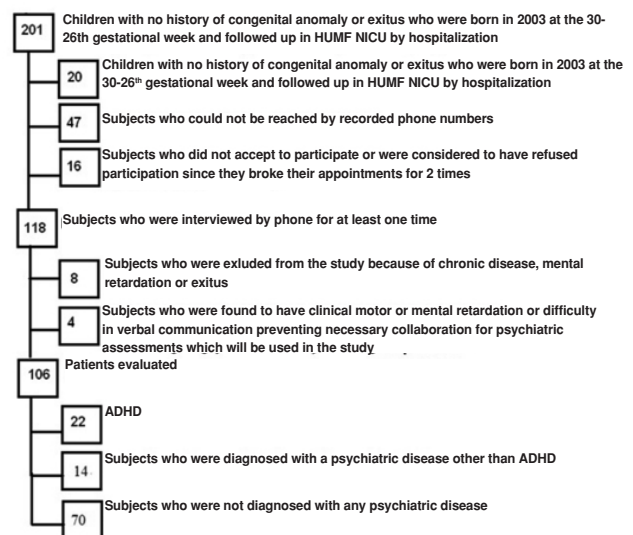 201
Children with no history of congenital anomaly or exitus who were born in 2003 at the 30-
26th gestational week and followed up in HUMF NICU by hospitalization
20
Children with no history of congenital anomaly or exitus who were born in 2003 at the
30-26th gestational week and followed up in HUMF NICU by hospitalization
47
Subjects who could not be reached by recorded phone numbers
16
Subjects who did not accept to participate or were considered to have refused
participation since they broke their appointments for 2 times
118
Subjects who were interviewed by phone for at least one time
8
Subjects who were exluded from the study because of chronic disease, mental
retardation or exitus
4
Subjects who were found to have clinical motor or mental retardation or difficulty
in verbal communication preventing necessary collaboration for psychiatric
assessments which will be used in the study
106
Patients evaluated
22
ADHD
14
Subjects who were diagnosed with a psychiatric disease other than ADHD
70
Subjects who were not diagnosed with any psychiatric disease